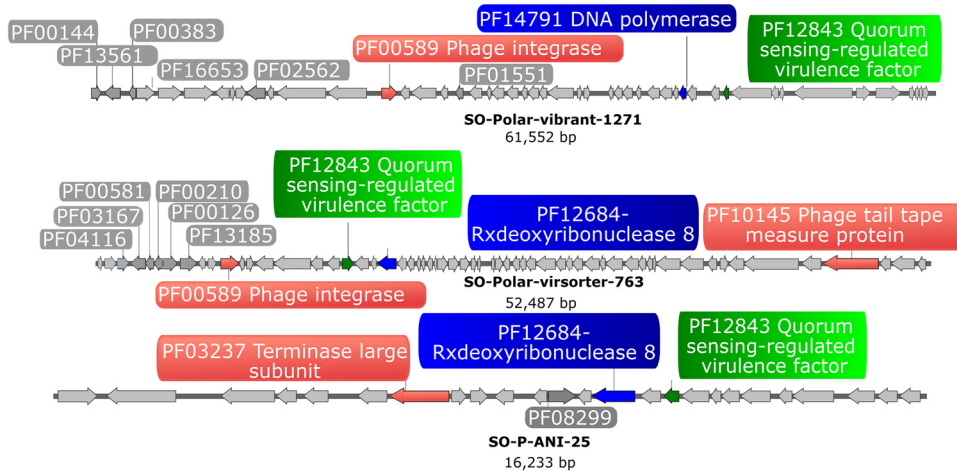 PF00144
PF00383
PF13561
PF16653
PF02562
PF00589 Phage integrase
PF01551
PF14791 DNA polymerase
PF12843 Quorum
sensing-regulated
virulence factor
SO-Polar-vibrant-1271
61,552 bp
PF00581
PF00210
PF03167
PF00126
PF04116
PF13185
PF12843 Quorum
sensing-regulated
virulence factor
PF12684-
Rxdeoxyribonuclease 8
PF10145 Phage tail tape
measure protein
PF00589 Phage integrase
SO-Polar-virsorter-763
52,487 bp
PF03237 Terminase large
subunit
PF12684-
Rxdeoxyribonuclease 8
PF12843 Quorum
sensing-regulated
virulence factor
PF08299
SO-P-ANI-25
16,233 bp